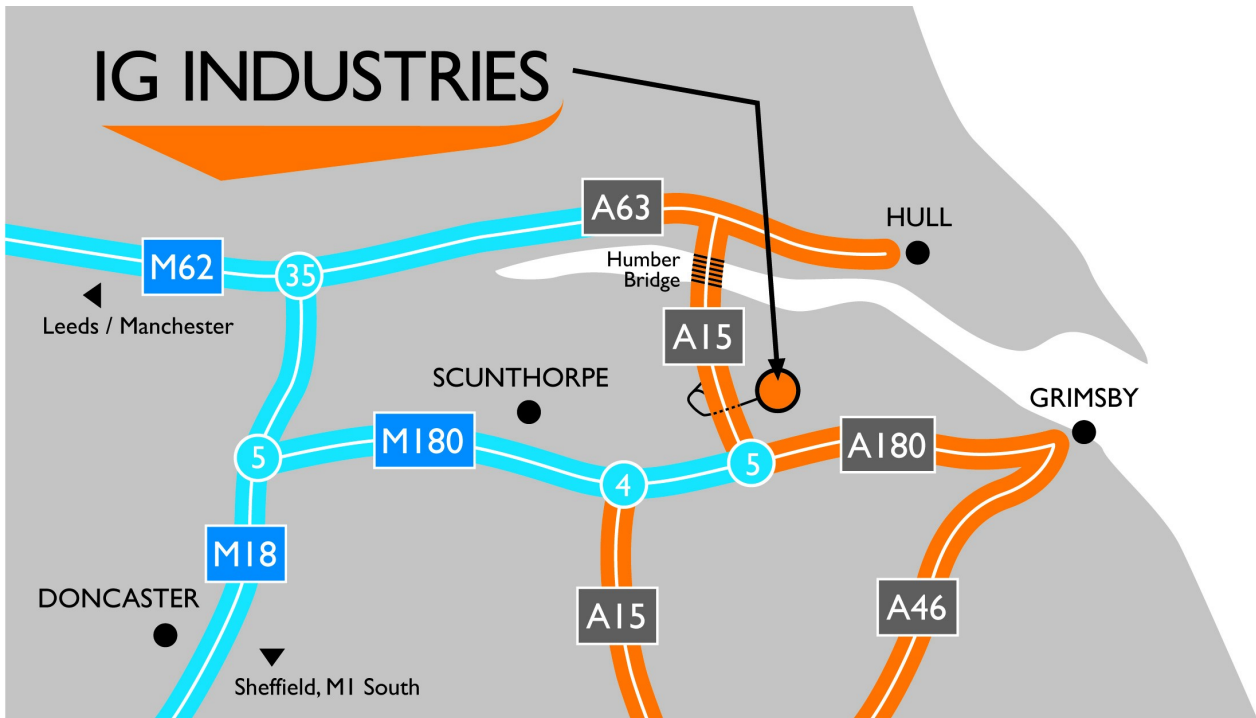 IG INDUSTRIES
A63
HULL
M62
35
Humber
Bridge
Leeds / Manchester
A15
SCUNTHORPE
GRIMSBY
M180
A180
5
4
5
M18
DONCASTER
A15
A46
Sheffield, M1 South